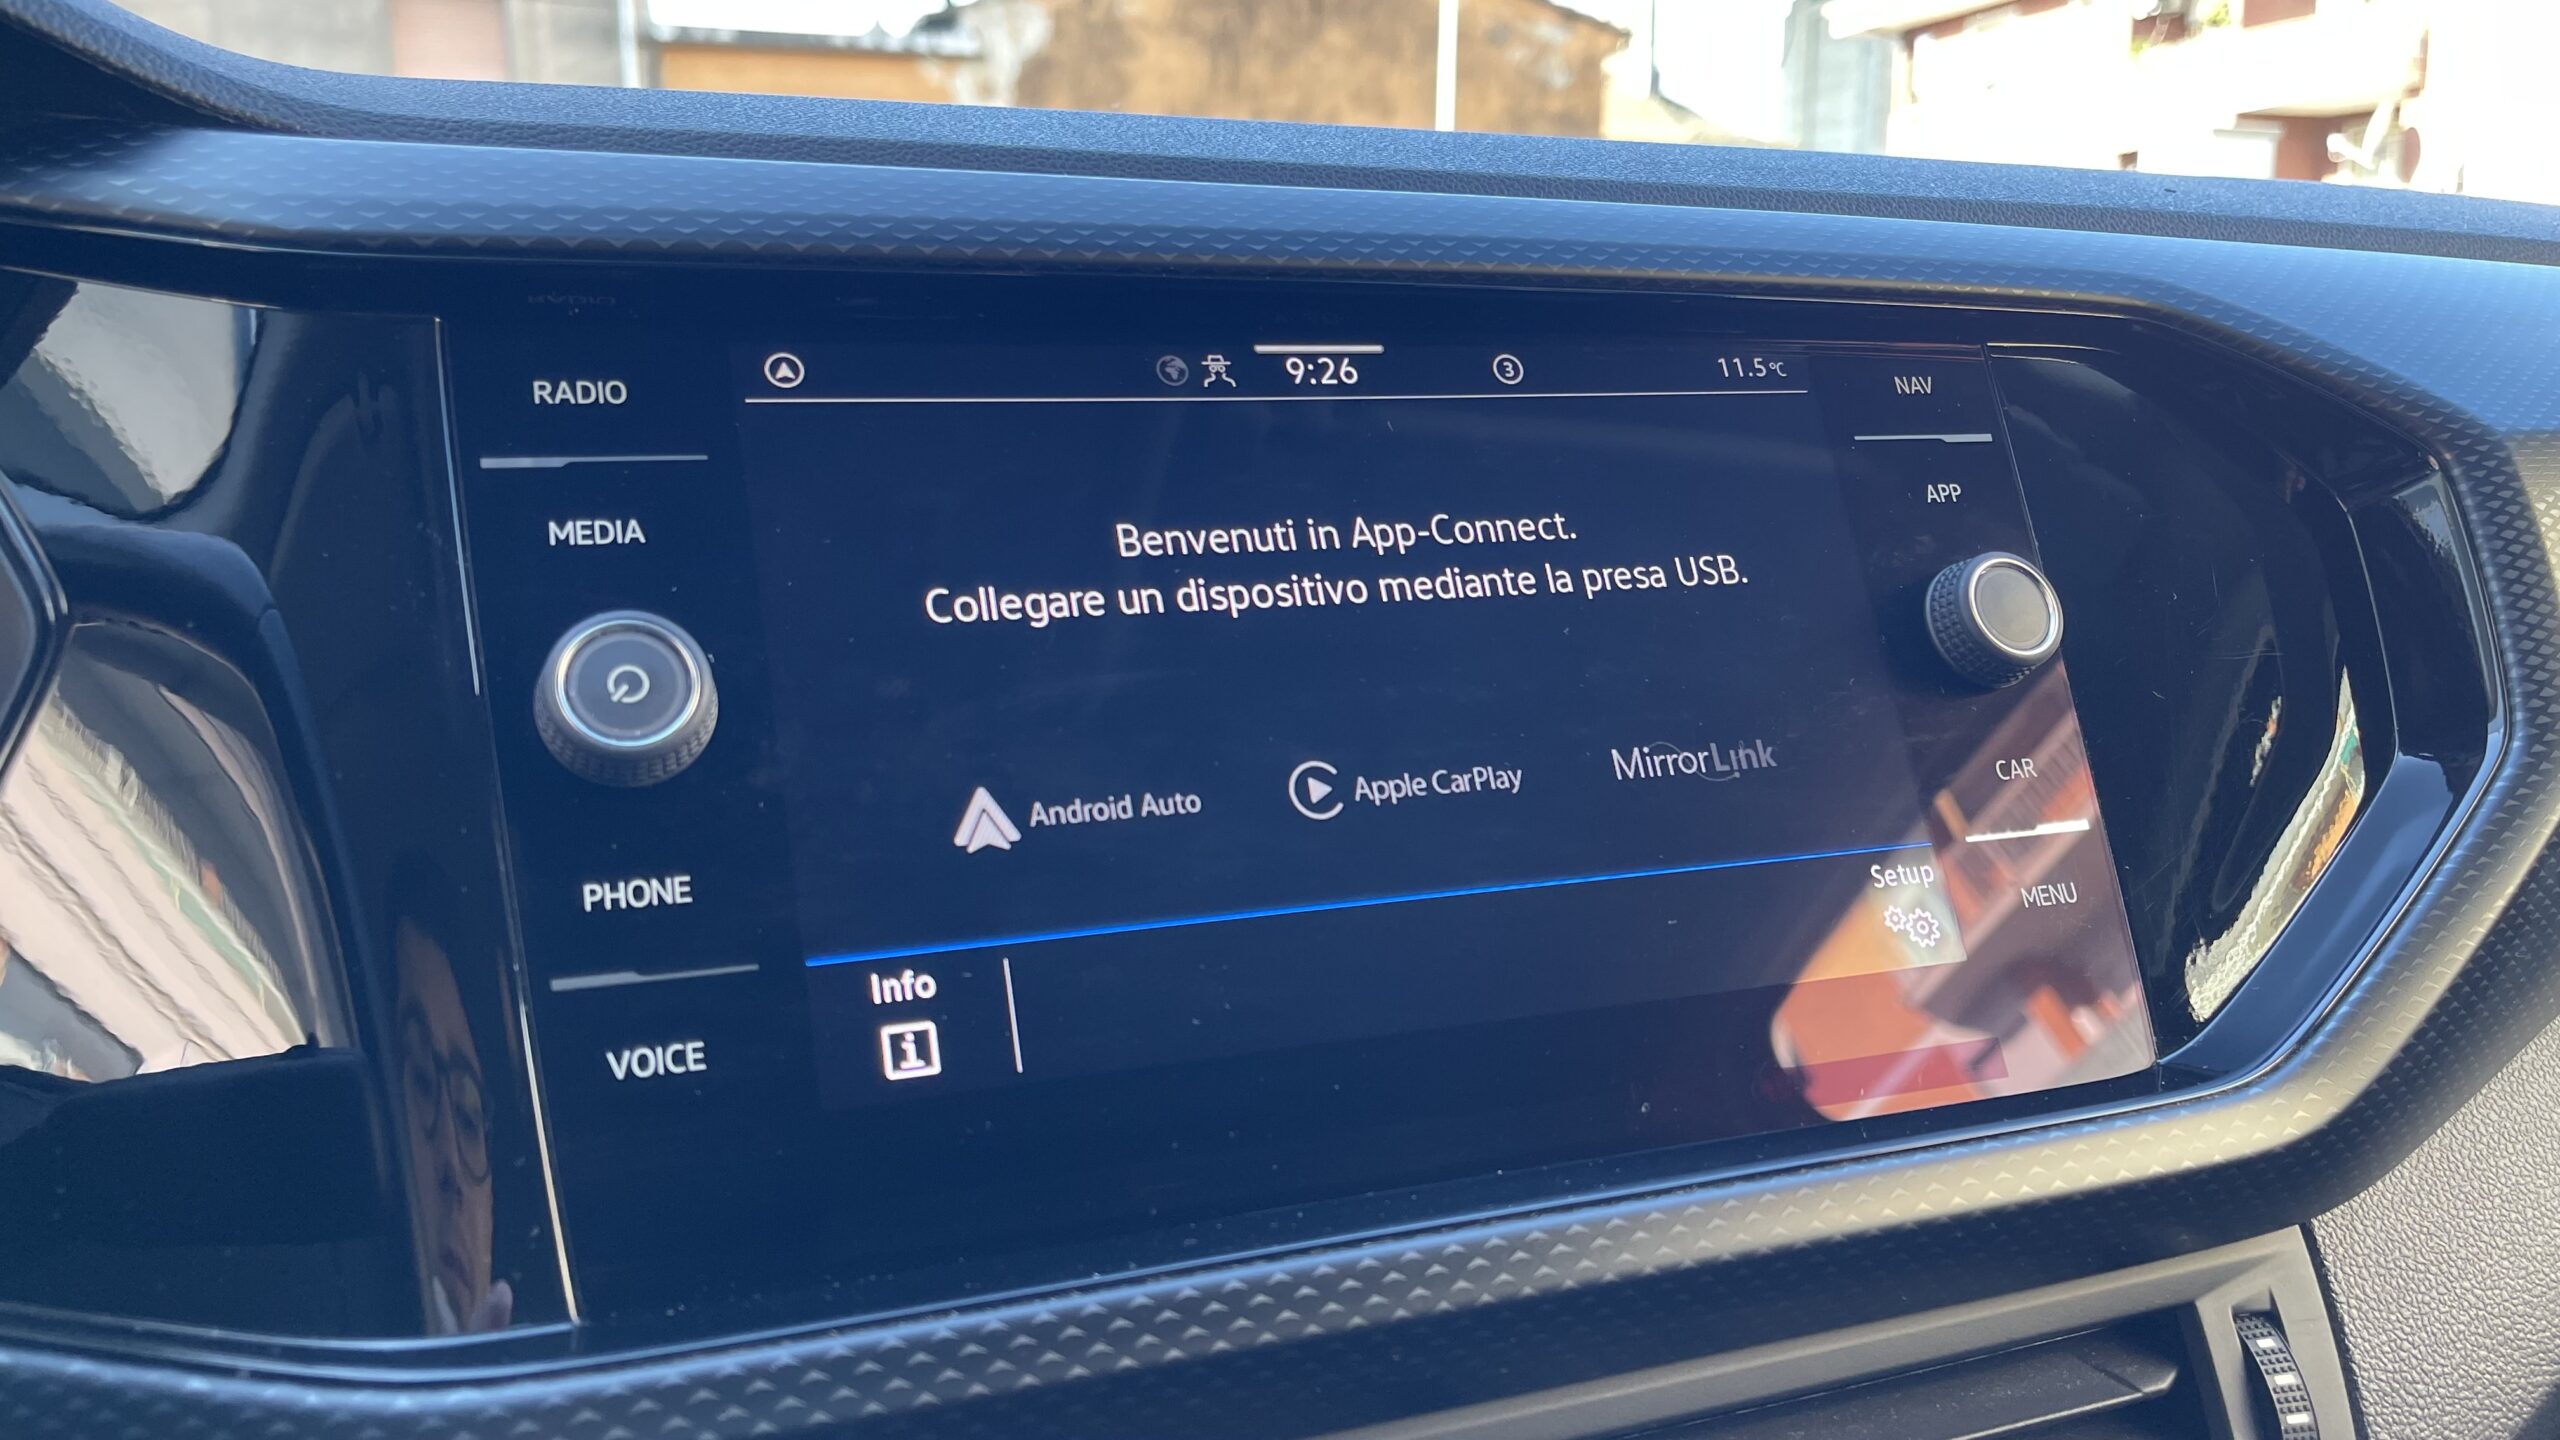 RADIO
MEDIA
PHONE
VOICE
9:26
3
11.5°C
Benvenuti in App-Connect.
Collegare un dispositivo mediante la presa USB.
Android Auto
Apple CarPlay
MirrorLink
Info
i
Setup
NAV
APP
CAR
MENU